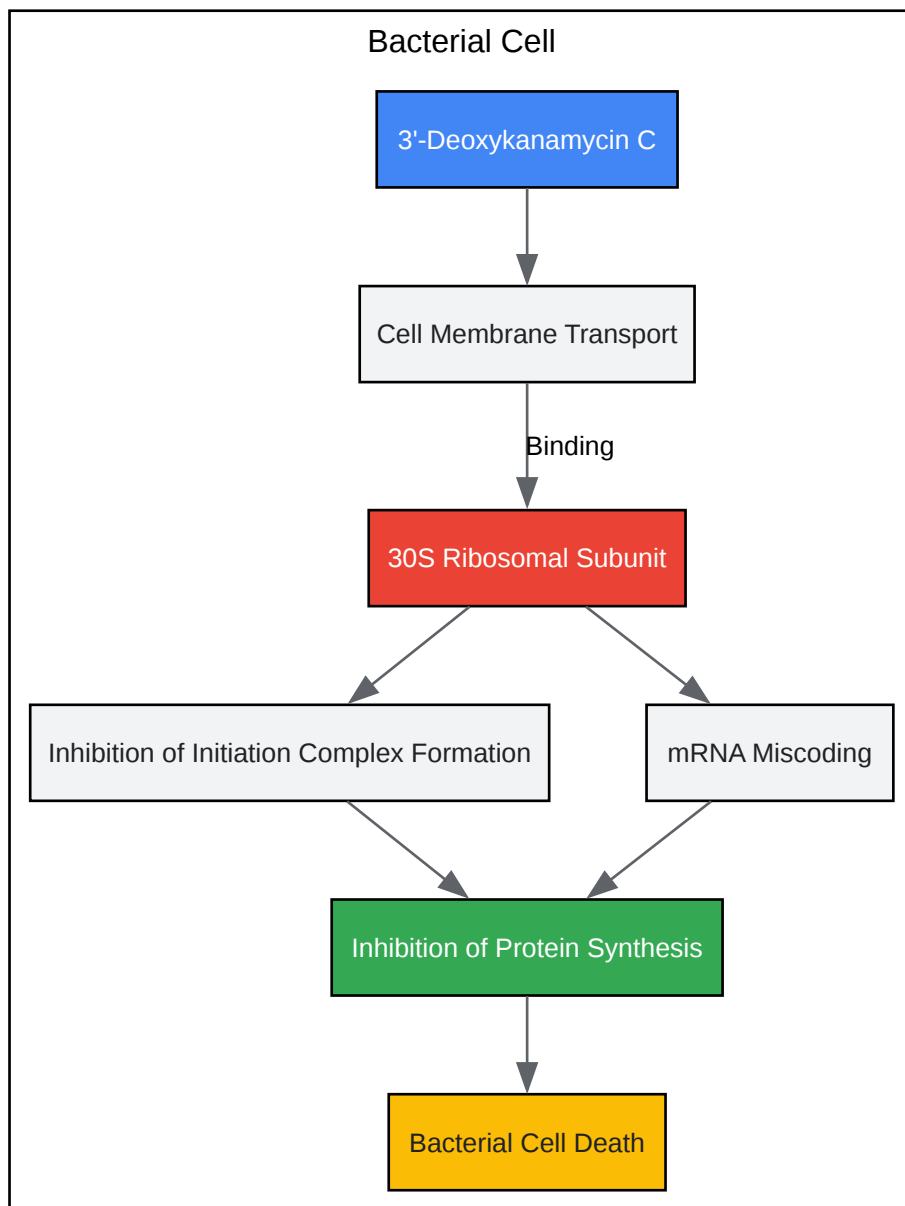 Bacterial Cell
3'-Deoxykanamycin C
Cell Membrane Transport
Binding
30S Ribosomal Subunit
Inhibition of Initiation Complex Formation
mRNA Miscoding
Inhibition of Protein Synthesis
Bacterial Cell Death